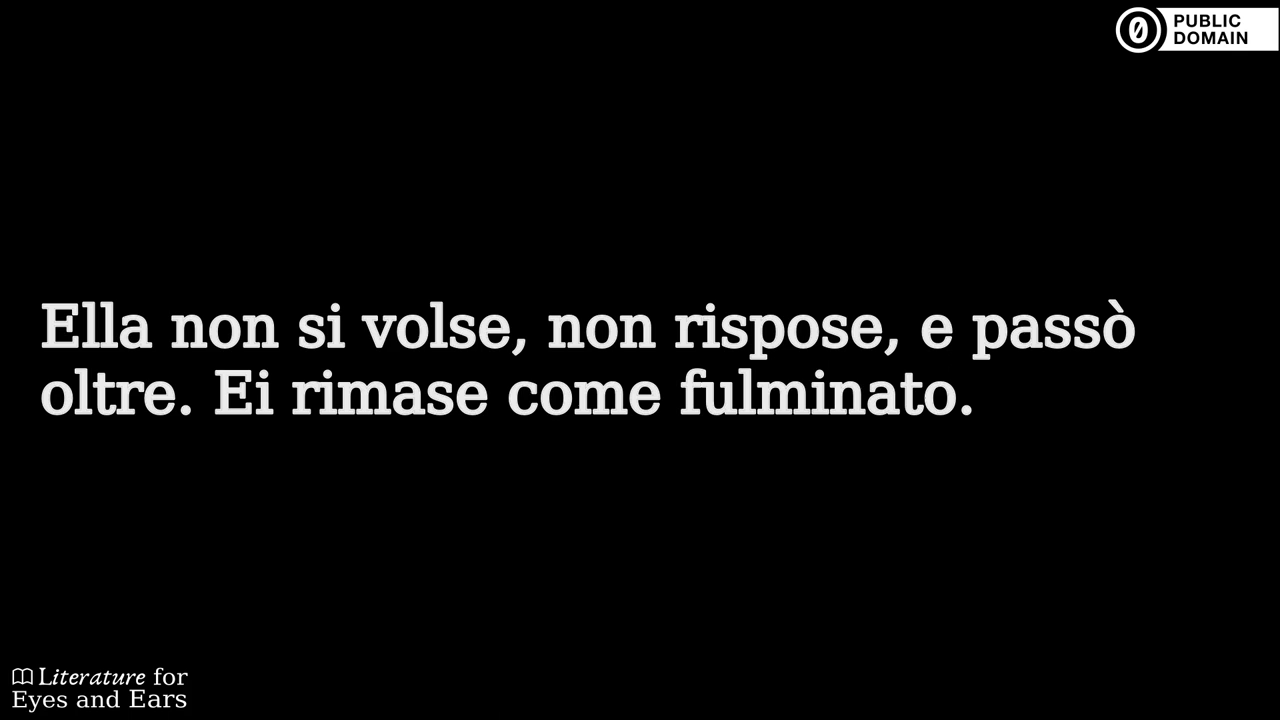 PUBLIC
DOMAIN
Ella non si volse, non rispose, e passò
oltre. Ei rimase come fulminato.
Literature for
Eyes and Ears